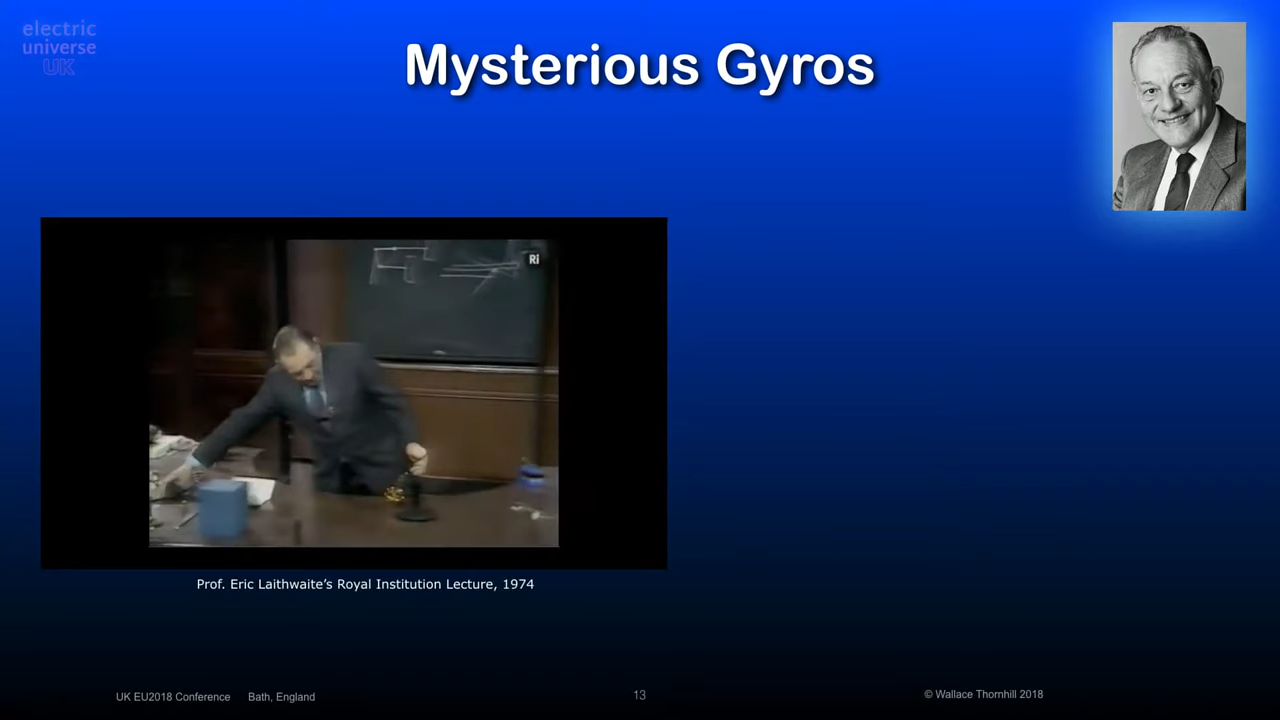 electric
universe
UK
Mysterious Gyros
Ri
Prof. Eric Laithwaite’s Royal Institution Lecture, 1974
UK EU2018 Conference Bath, England
13
© Wallace Thornhill 2018